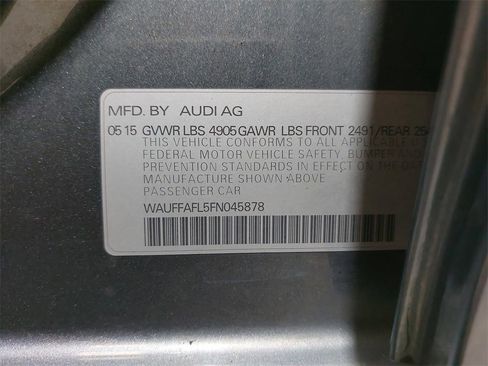 MFD. BY AUDI AG
05 15 GVWR LBS 4905 GAWR LBS FRONT 2491/REAR
THIS VEHICLE CONFORMS TO ALL APPLICABLE
FEDERAL MOTOR VEHICLE SAFETY, BUMPER AND
PREVENTION STANDARDS IN EFFECT ON THE
MANUFACTURE SHOWN ABOVE
PASSENGER CAR
WAUFFAFL5FN045878